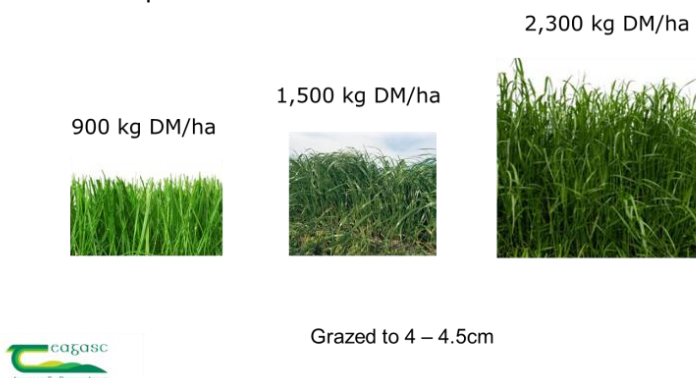 2,300 kg DM/ha
1,500 kg DM/ha
900 kg DM/ha
Grazed to 4 – 4.5cm
eagasc